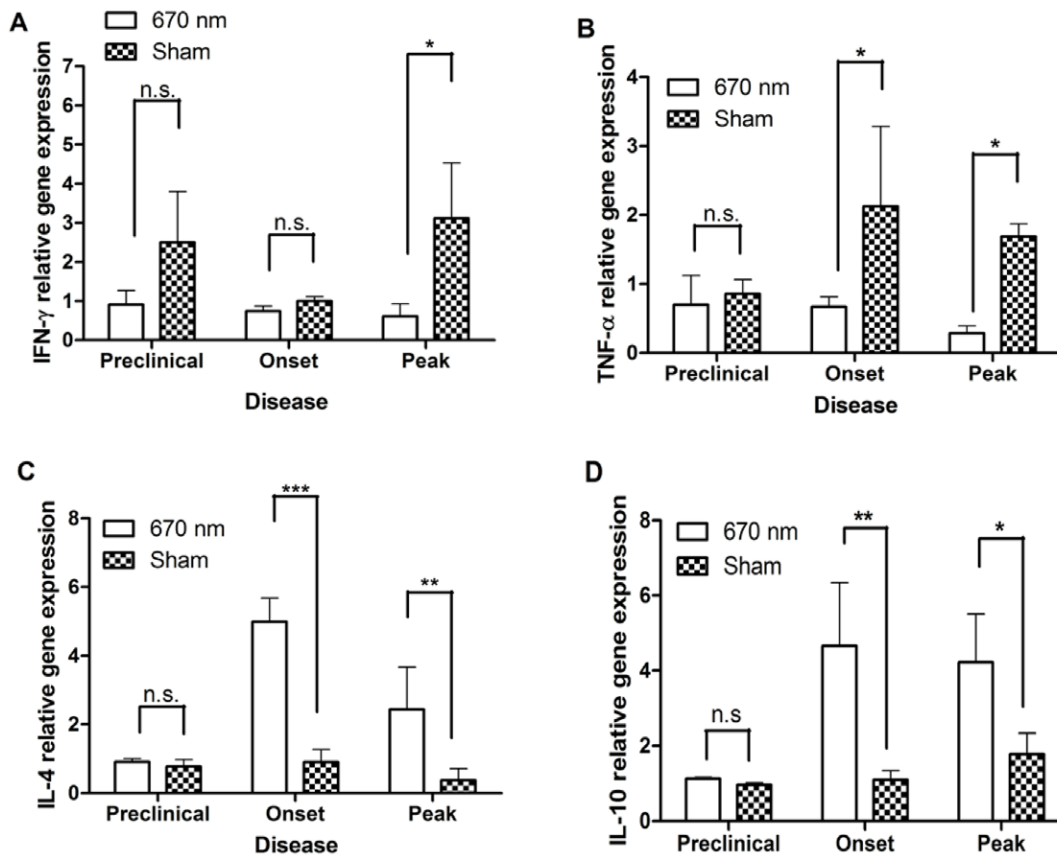 A
670 nm
Sham
IFN-γ relative gene expression
7
6
5
4
3
2
1
0
n.s.
n.s.
*
Preclinical Onset Peak
Disease
B
670 nm
Sham
TNF-α relative gene expression
4
3
2
1
0
n.s.
*
*
Preclinical Onset Peak
Disease
C
670 nm
Sham
IL-4 relative gene expression
8
6
4
2
0
n.s.
***
**
Preclinical Onset Peak
Disease
D
670 nm
Sham
IL-10 relative gene expression
8
6
4
2
0
n.s
**
*
Preclinical Onset Peak